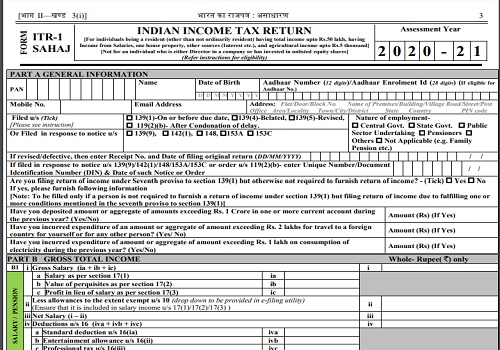 [भाग II—खण्ड 3(i)] भारत का राजपत्र : असाधारण 3
FORM ITR-1 SAHAJ
INDIAN INCOME TAX RETURN
[For individuals being a resident (other than not ordinarily resident) having total income upto Rs.50 lakh, having
Income from Salaries, one house property, other sources (Interest etc.), and agricultural income upto Rs.5 thousand]
(Not for an individual who is either Director in a company or has invested in unlisted equity shares)
(Refer instructions for eligibility)
Assessment Year
2 0 2 0 - 2 1
PART A GENERAL INFORMATION
PAN
Name
Date of Birth
D D M M Y Y Y Y
Aadhaar Number (12 digits)/Aadhaar Enrolment Id (28 digits) (If eligible for
Aadhaar No.)
Mobile No.
Email Address
Address: Flat/Door/Block No. Name of Premises/Building/Village Road/Street/Post
Office Area/Locality Town/City/District State Country PIN code
Filed u/s (Tick)
[Please see instruction]
☐139(1)-On or before due date, ☐139(4)-Belated, ☐139(5)-Revised,
☐119(2)(b)- After Condonation of delay.
Or Filed in response to notice u/s
☐139(9), ☐142(1), ☐148, ☐153A ☐153C
Nature of employment-
☐Central Govt. ☐State Govt. ☐Public
Sector Undertaking ☐Pensioners ☐
Others ☐Not Applicable (e.g. Family
Pension etc.)
If revised/defective, then enter Receipt No. and Date of filing original return (DD/MM/YYYY) / /
If filed in response to notice u/s 139(9)/142(1)/148/153A/153C or order u/s 119(2)(b)- enter Unique Number/Document
Identification Number (DIN) & Date of such Notice or Order / /
Are you filing return of income under Seventh proviso to section 139(1) but otherwise not required to furnish return of income? - (Tick) ☐ Yes ☐ No
If yes, please furnish following information
[Note: To be filled only if a person is not required to furnish a return of income under section 139(1) but filing return of income due to fulfilling one or
more conditions mentioned in the seventh proviso to section 139(1)]
Have you deposited amount or aggregate of amounts exceeding Rs. 1 Crore in one or more current account during
the previous year? (Yes/No)
Amount (Rs) (If Yes)
Have you incurred expenditure of an amount or aggregate of amount exceeding Rs. 2 lakhs for travel to a foreign
country for yourself or for any other person? (Yes/ No)
Amount (Rs) (If Yes)
Have you incurred expenditure of amount or aggregate of amount exceeding Rs. 1 lakh on consumption of
electricity during the previous year? (Yes/No)
Amount (Rs) (If Yes)
PART B GROSS TOTAL INCOME
Whole- Rupee( ₹) only
B1 i Gross Salary (ia + ib + ic) i
a Salary as per section 17(1) ia
b Value of perquisites as per section 17(2) ib
c Profit in lieu of salary as per section 17(3) ic
SALARY / PENSION
ii Less allowances to the extent exempt u/s 10 (drop down to be provided in e-filing utility)
(Ensure that it is included in salary income u/s 17(1)/17(2)/17(3) )
ii
iii Net Salary (i – ii) iii
iv Deductions u/s 16 (iva + ivb + ivc) iv
a Standard deduction u/s 16(ia) iva
b Entertainment allowance u/s 16(ii) ivb
c Professional tax u/s 16(iii) ivc